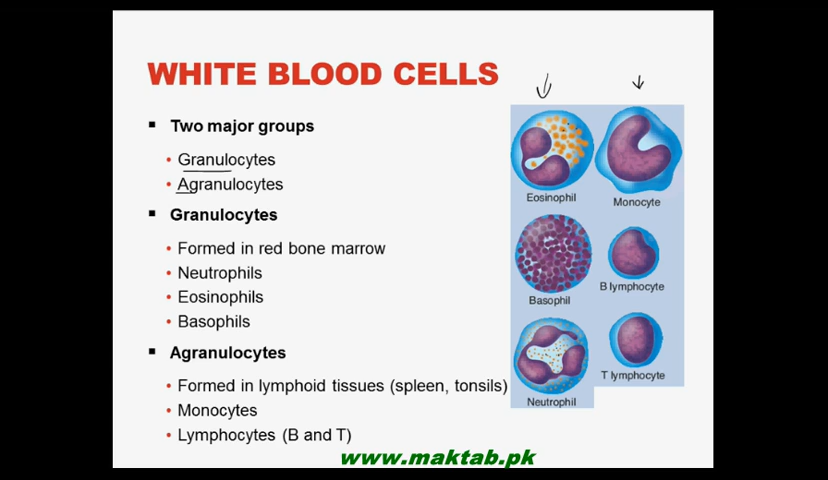 WHITE BLOOD CELLS
▪ Two major groups
• Granulocytes
• Agranulocytes
▪ Granulocytes
• Formed in red bone marrow
• Neutrophils
• Eosinophils
• Basophils
▪ Agranulocytes
• Formed in lymphoid tissues (spleen, tonsils)
• Monocytes
• Lymphocytes (B and T)
Eosinophil
Monocyte
Basophil
B lymphocyte
Neutrophil
T lymphocyte
www.maktab.pk